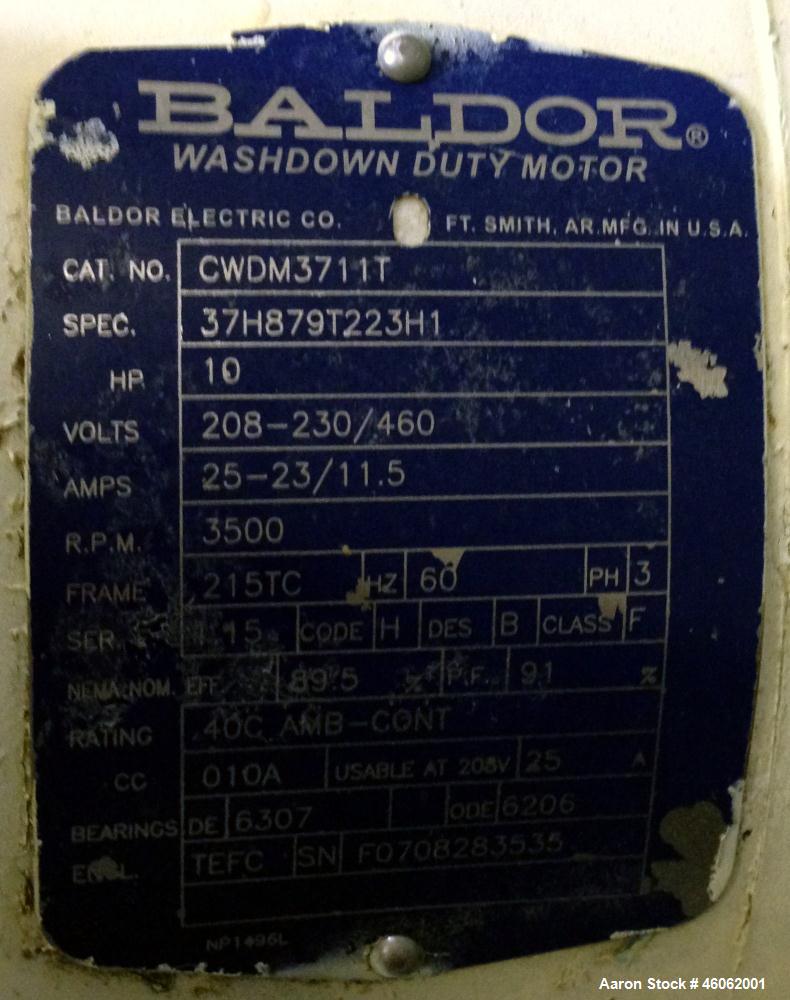 BALDOR®
WASHDOWN DUTY MOTOR
BALDOR ELECTRIC CO. FT. SMITH, AR.MFG. IN U.S.A.
CAT. NO. CWDM3711T
SPEC. 37H879T223H1
HP 10
VOLTS 208-230/460
AMPS 25-23/11.5
R.P.M. 3500
FRAME 215TC HZ 60 PH 3
SER. 1.15 CODE H DES B CLASS F
NEMA NOM. EFF. 89.5 % P.F. 91 %
RATING 40C AMB-CONT
CC 010A USABLE AT 208V 25 A
BEARINGS DE 6307 ODE 6206
ENCL. TEFC SN F0708283535
NP1496L
Aaron Stock # 46062001